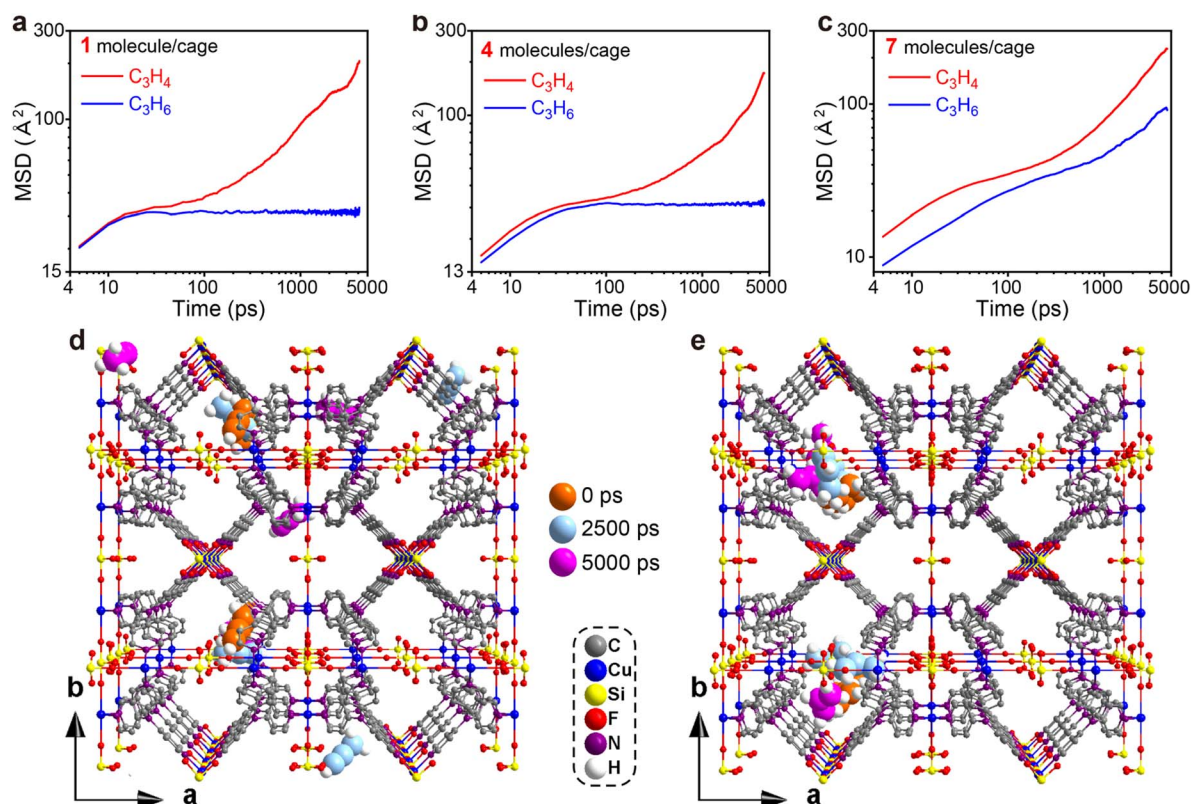 a
300
1 molecule/cage
C₃H₄
C₃H₆
100
MSD (Å²)
15
4 10 100 1000 5000
Time (ps)
b
300
4 molecules/cage
C₃H₄
C₃H₆
100
MSD (Å²)
13
4 10 100 1000 5000
Time (ps)
c
300
7 molecules/cage
C₃H₄
C₃H₆
100
MSD (Å²)
10
4 10 100 1000 5000
Time (ps)
d
b
a
0 ps
2500 ps
5000 ps
C
Cu
Si
F
N
H
e
b
a